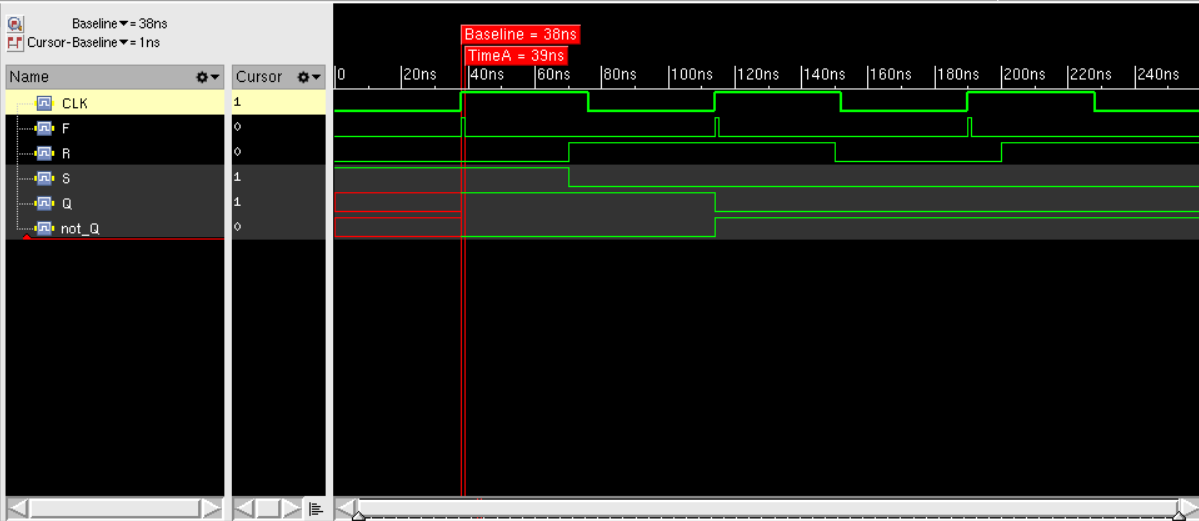 Baseline = 38ns
Cursor-Baseline = 1ns
Baseline = 38ns
TimeA = 39ns
Name Cursor 0 20ns 40ns 60ns 80ns 100ns 120ns 140ns 160ns 180ns 200ns 220ns 240ns
CLK 1
F 0
R 0
S 1
Q 1
not_Q 0